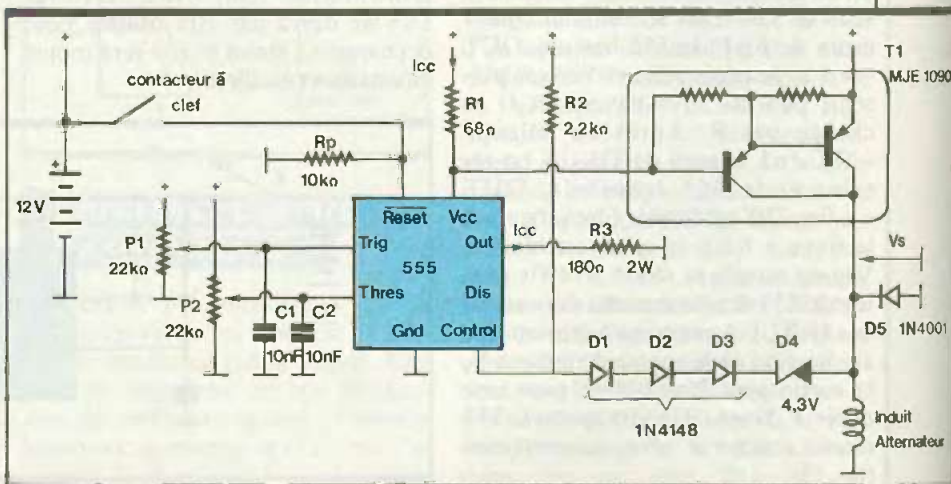 T1
MJE 1090
Icc
contacteur à
clef
R1
68Ω
R2
2,2kΩ
Rp
10kΩ
12V
Reset
Vcc
Trig
Out
Icc
R3
180Ω
2W
555
Thres
Dis
Gnd
Control
P1
22kΩ
P2
22kΩ
C1
C2
10nF
10nF
Vs
D5
1N4001
D1
D2
D3
D4
4,3V
1N4148
Induit
Alternateur